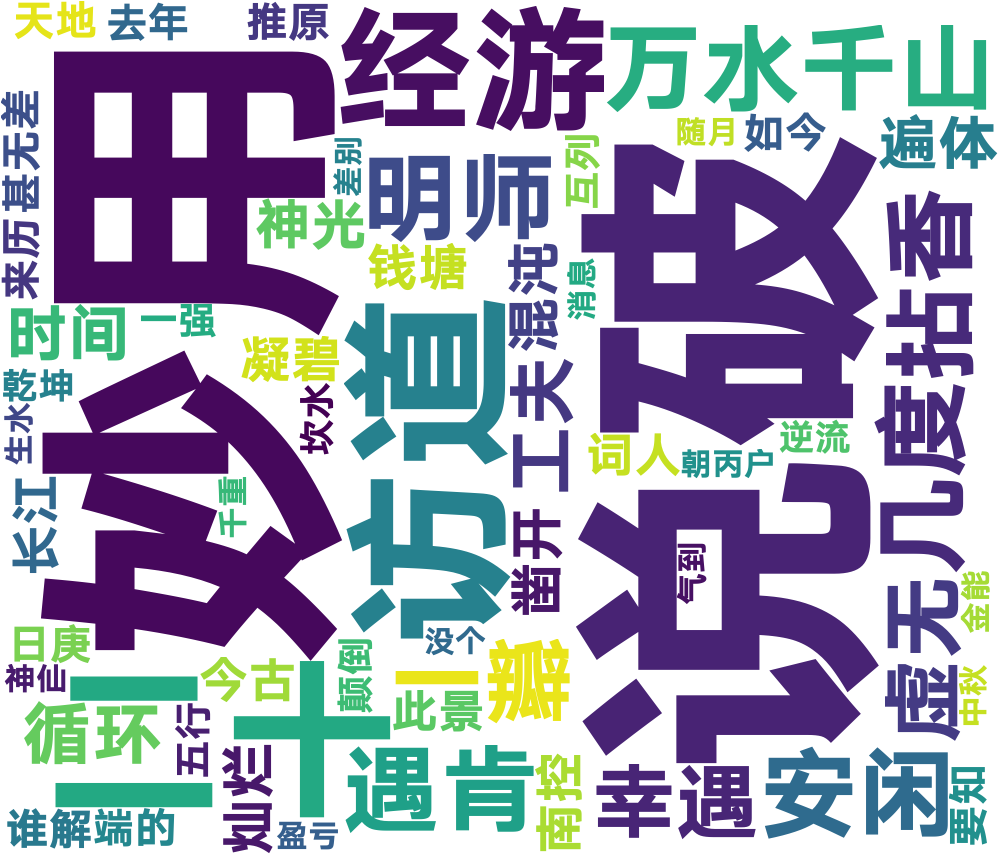 天地
去年
推原
经游
万水千山
来历甚无差
妙用
差别
神光
明师
互列
随月
如今
遍体
钱塘
混沌
消息
说破
几度拈香
时间
一强
凝碧
访道
工夫
乾坤
生水
坎水
词人
朝丙户
逆流
长江
千重
凿开
气到
虚无
金能
日庚
神仙
二十
今古
颠倒
没个
一瓣
循环
五行
此景
中秋
谁解端的
灿烂
盈亏
遇肯
南控
幸遇
安闲
要知